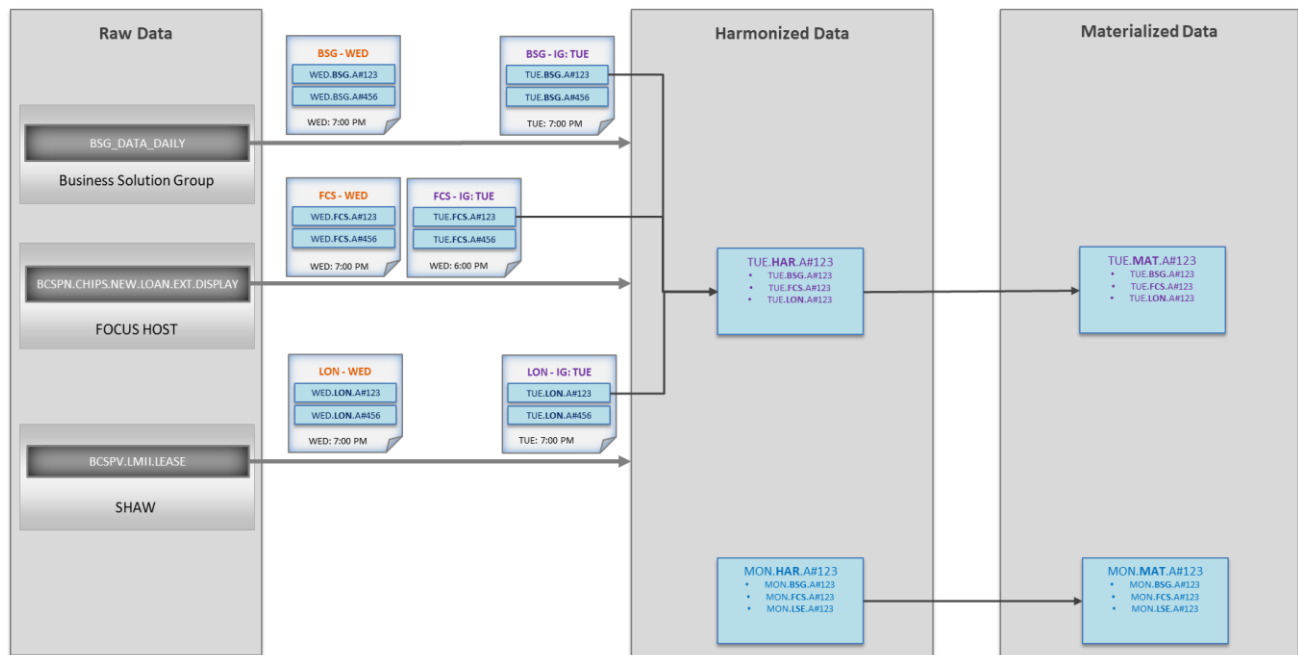 Raw Data
BSG_DATA_DAILY
Business Solution Group
BCSPN.CHIPS.NEW.LOAN.EXT.DISPLAY
FOCUS HOST
BCSPV.LMII.LEASE
SHAW
BSG - WED
WED.BSG.A#123
WED.BSG.A#456
WED: 7:00 PM
BSG - IG: TUE
TUE.BSG.A#123
TUE.BSG.A#456
TUE: 7:00 PM
FCS - WED
WED.FCS.A#123
WED.FCS.A#456
WED: 7:00 PM
FCS - IG: TUE
TUE.FCS.A#123
TUE.FCS.A#456
WED: 6:00 PM
LON - WED
WED.LON.A#123
WED.LON.A#456
WED: 7:00 PM
LON - IG: TUE
TUE.LON.A#123
TUE.LON.A#456
TUE: 7:00 PM
Harmonized Data
TUE.HAR.A#123
• TUE.BSG.A#123
• TUE.FCS.A#123
• TUE.LON.A#123
MON.HAR.A#123
• MON.BSG.A#123
• MON.FCS.A#123
• MON.LSE.A#123
Materialized Data
TUE.MAT.A#123
• TUE.BSG.A#123
• TUE.FCS.A#123
• TUE.LON.A#123
MON.MAT.A#123
• MON.BSG.A#123
• MON.FCS.A#123
• MON.LSE.A#123